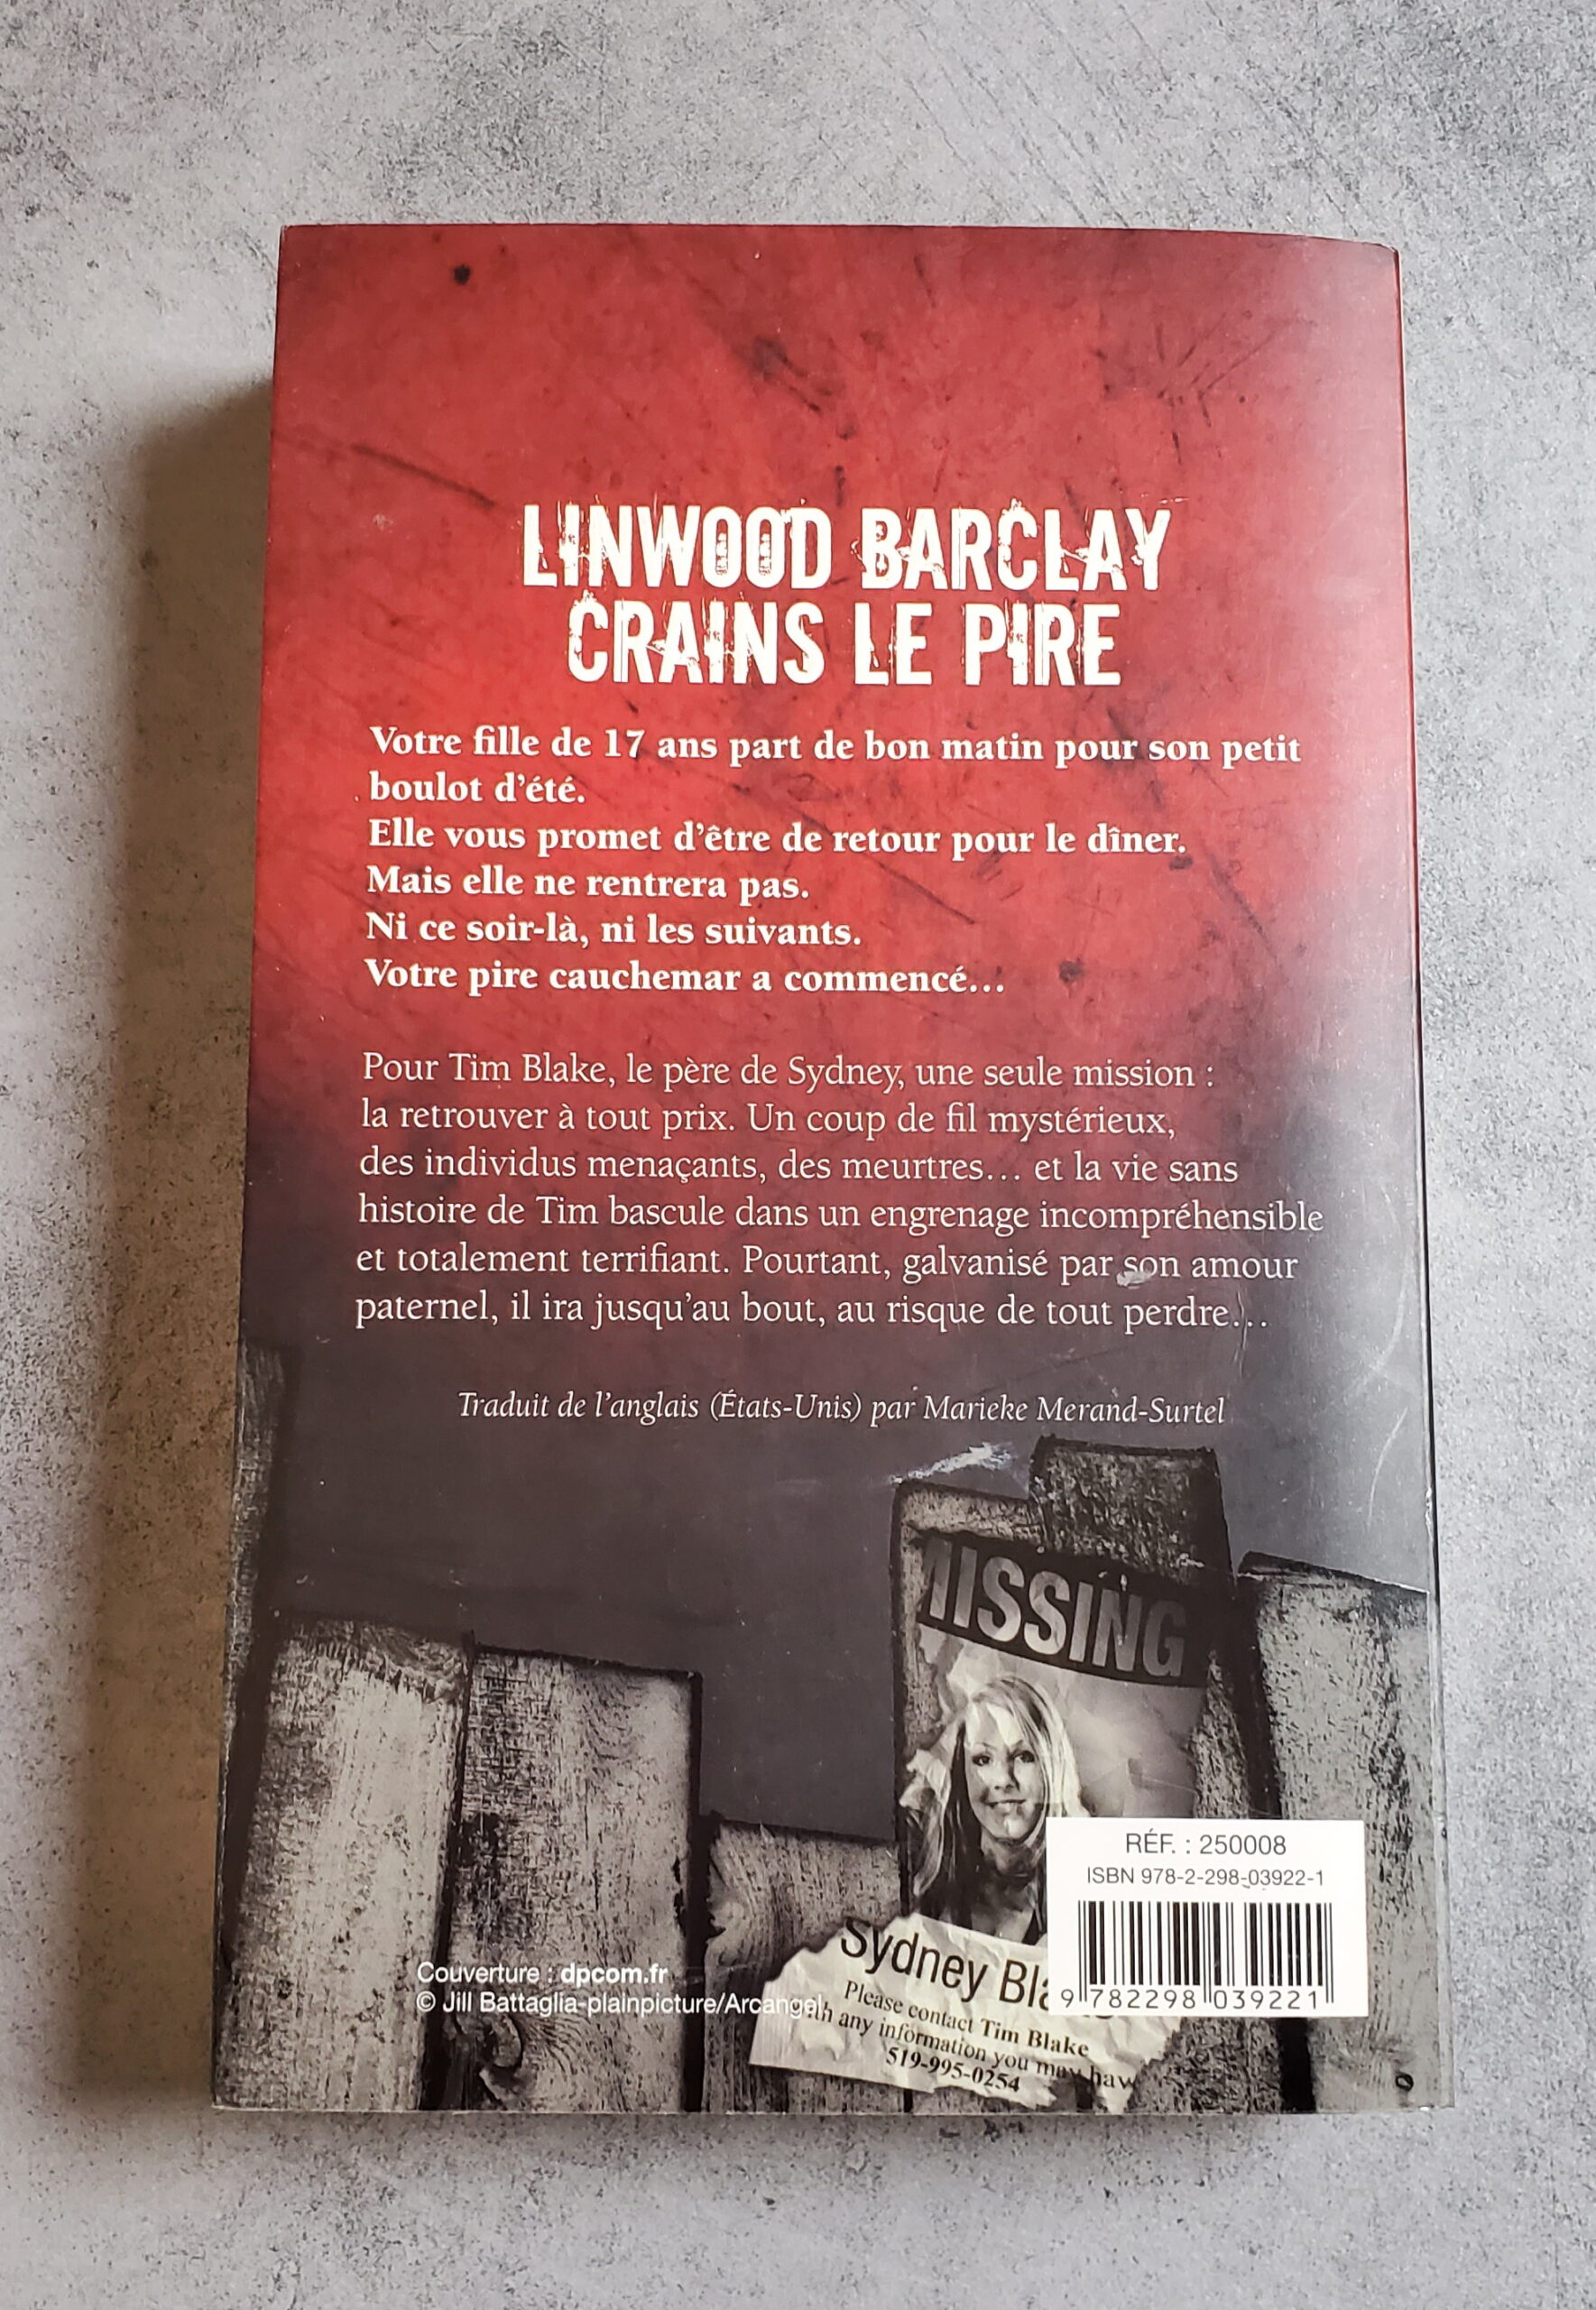 LINWOOD BARCLAY
CRAINS LE PIRE
Votre fille de 17 ans part de bon matin pour son petit
boulot d'été.
Elle vous promet d'être de retour pour le dîner.
Mais elle ne rentrera pas.
Ni ce soir-là, ni les suivants.
Votre pire cauchemar a commencé…
Pour Tim Blake, le père de Sydney, une seule mission :
la retrouver à tout prix. Un coup de fil mystérieux,
des individus menaçants, des meurtres… et la vie sans
histoire de Tim bascule dans un engrenage incompréhensible
et totalement terrifiant. Pourtant, galvanisé par son amour
paternel, il ira jusqu'au bout, au risque de tout perdre…
Traduit de l'anglais (États-Unis) par Marieke Merand-Surtel
MISSING
RÉF. : 250008
ISBN 978-2-298-03922-1
9 782298 039221
Sydney Bla
Please contact Tim Blake
any information you may hav
519-995-0254
Couverture : dpcom.fr
© Jill Battaglia-plainpicture/Arcangel